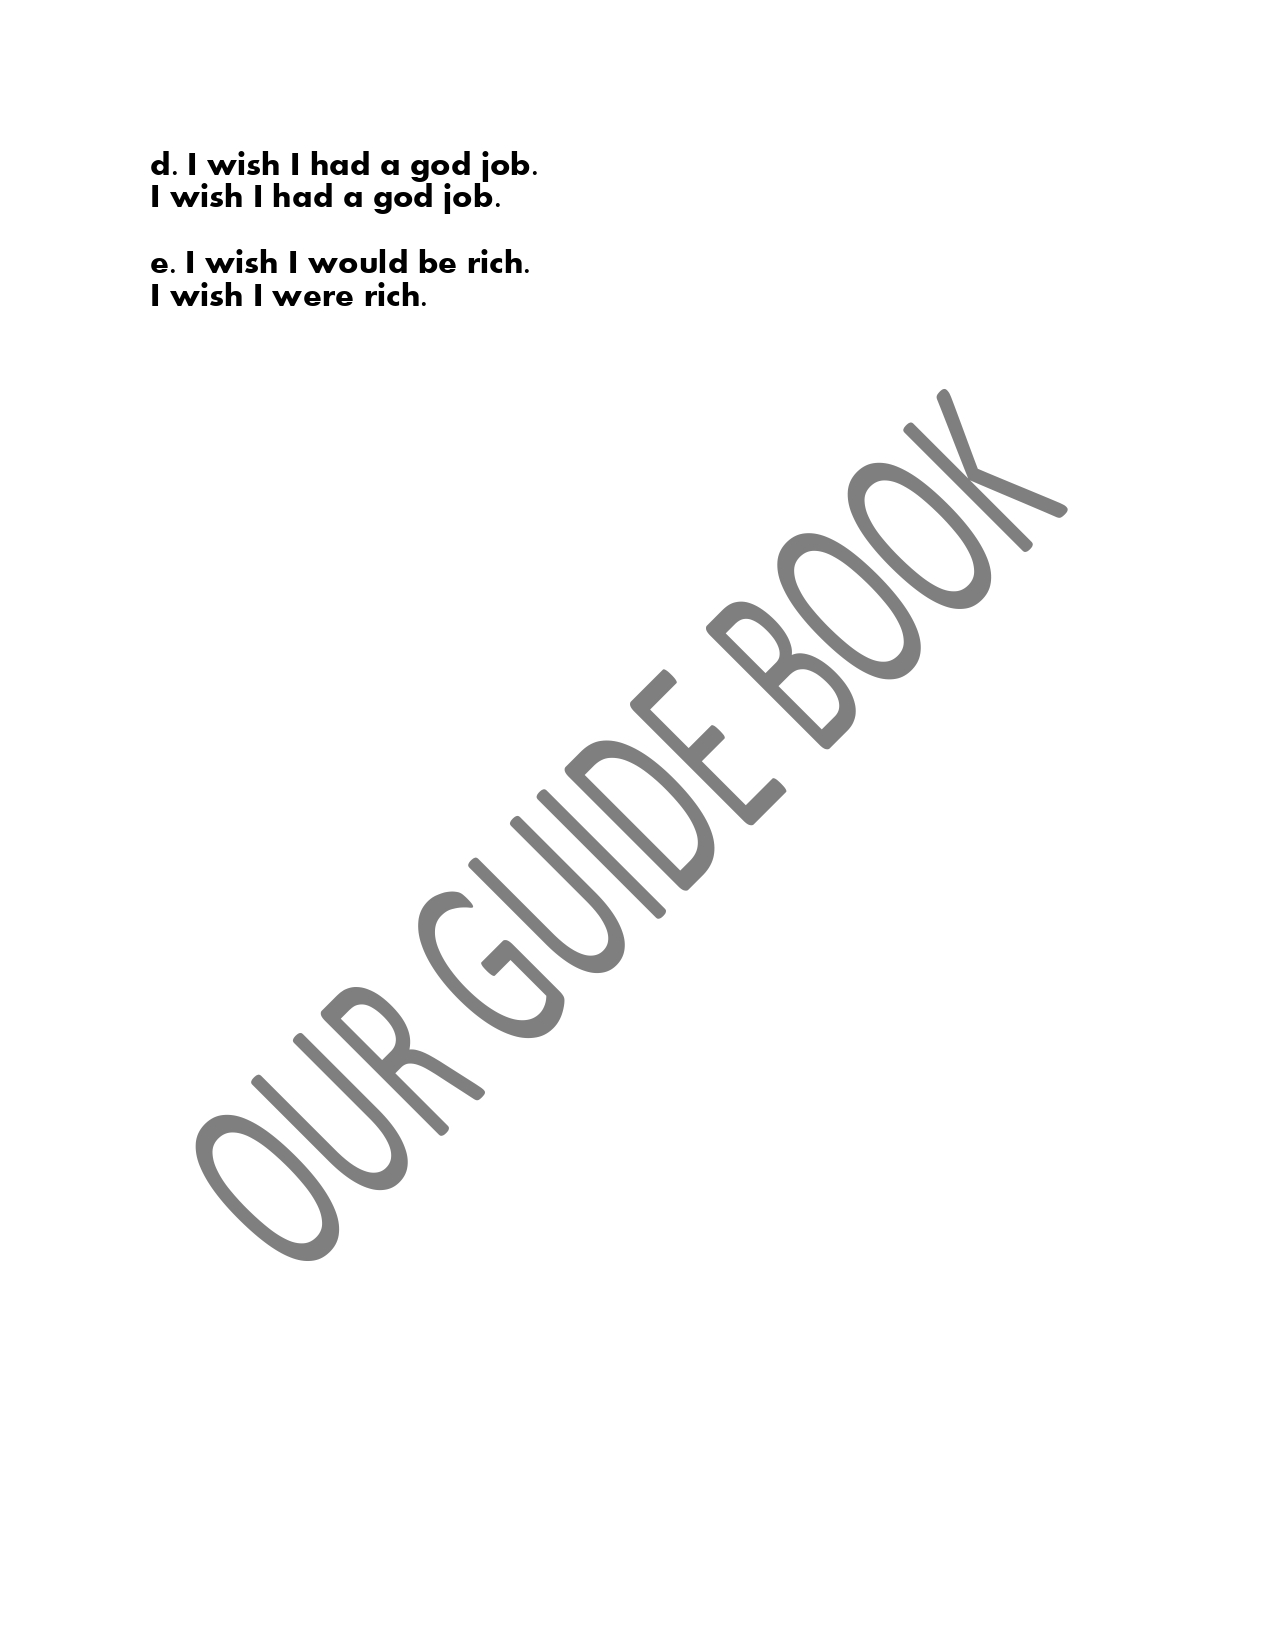 d. I wish I had a god job.
I wish I had a god job.
e. I wish I would be rich.
I wish I were rich.
OUR GUIDE BOOK